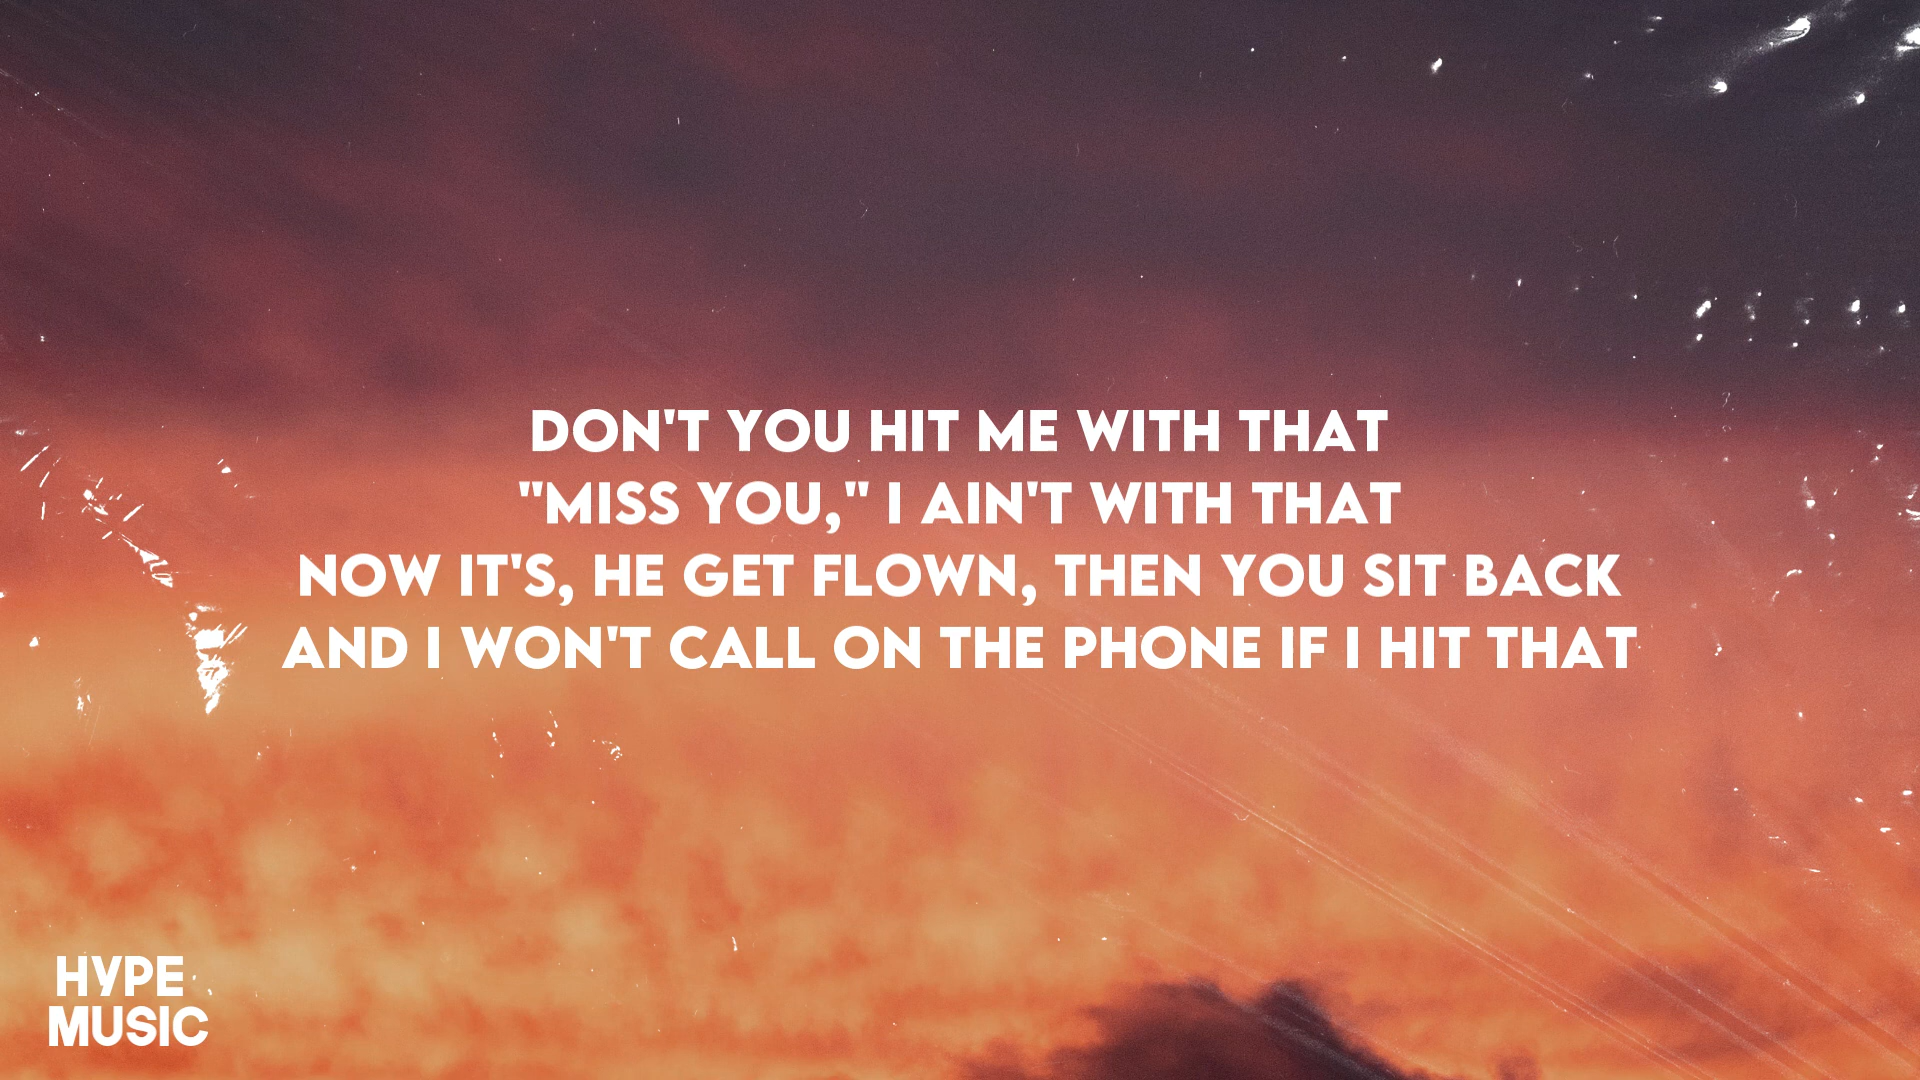 DON'T YOU HIT ME WITH THAT
"MISS YOU," I AIN'T WITH THAT
NOW IT'S, HE GET FLOWN, THEN YOU SIT BACK
AND I WON'T CALL ON THE PHONE IF I HIT THAT
HYPE
MUSIC